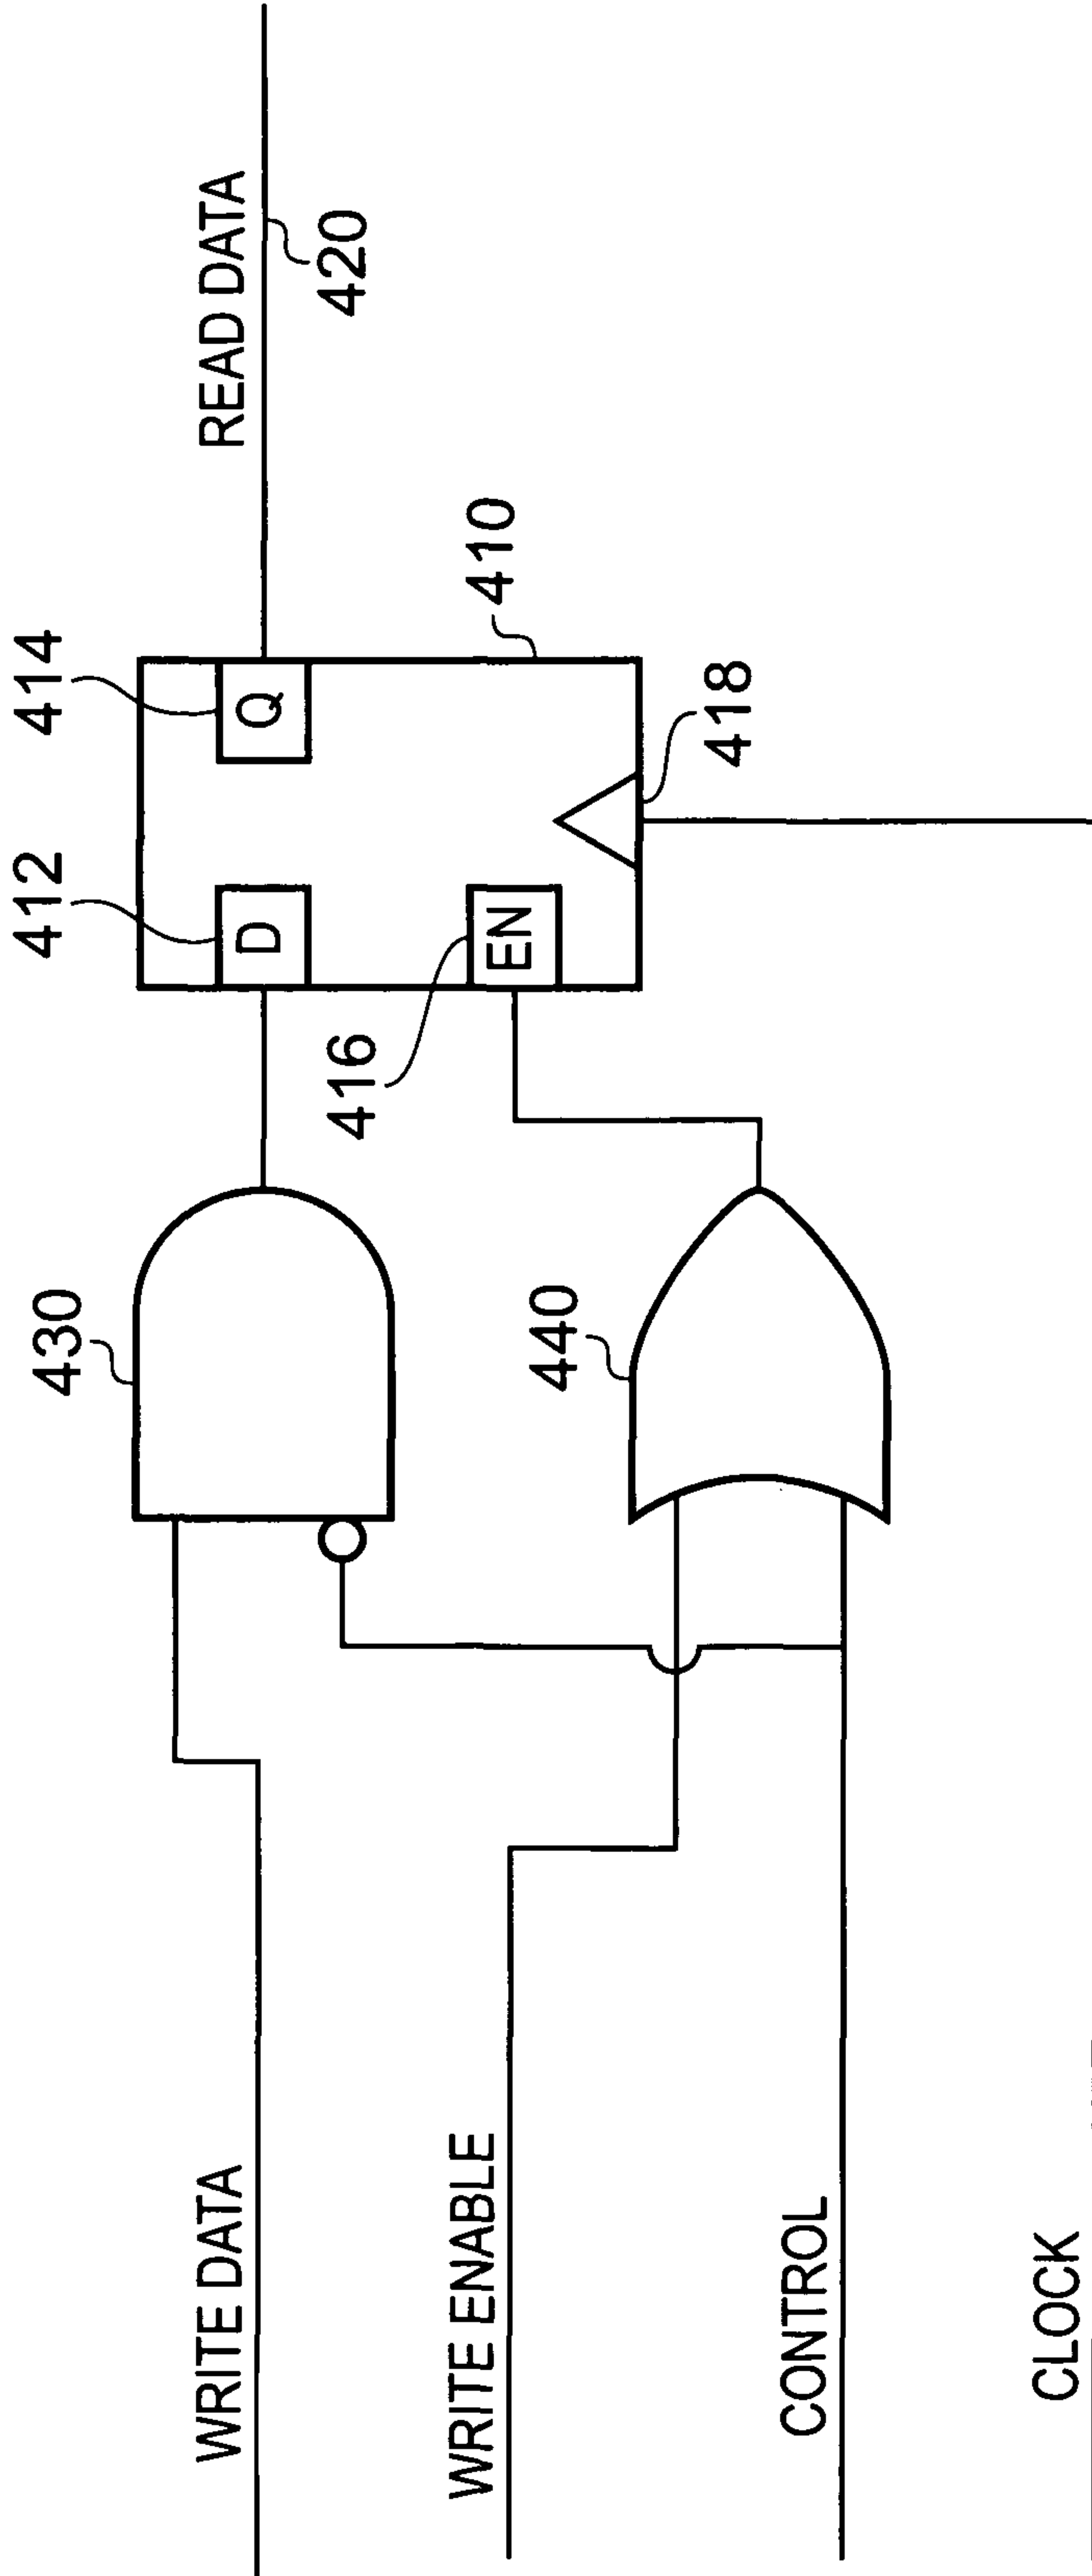 430
412
414
WRITE DATA
D
Q
READ DATA
416
420
440
WRITE ENABLE
EN
410
418
CONTROL
CLOCK